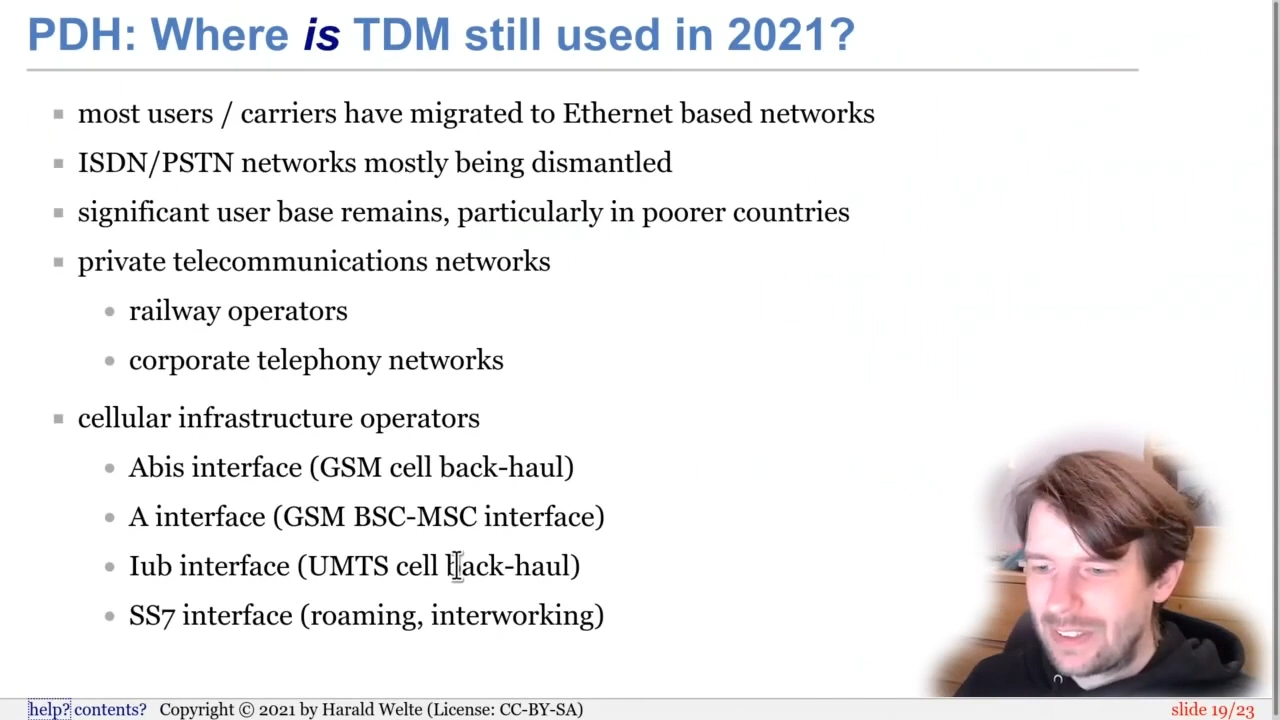 PDH: Where is TDM still used in 2021?
most users / carriers have migrated to Ethernet based networks
ISDN/PSTN networks mostly being dismantled
significant user base remains, particularly in poorer countries
private telecommunications networks
railway operators
corporate telephony networks
cellular infrastructure operators
Abis interface (GSM cell back-haul)
A interface (GSM BSC-MSC interface)
Iub interface (UMTS cell back-haul)
SS7 interface (roaming, interworking)
help? contents? Copyright © 2021 by Harald Welte (License: CC-BY-SA) slide 19/23